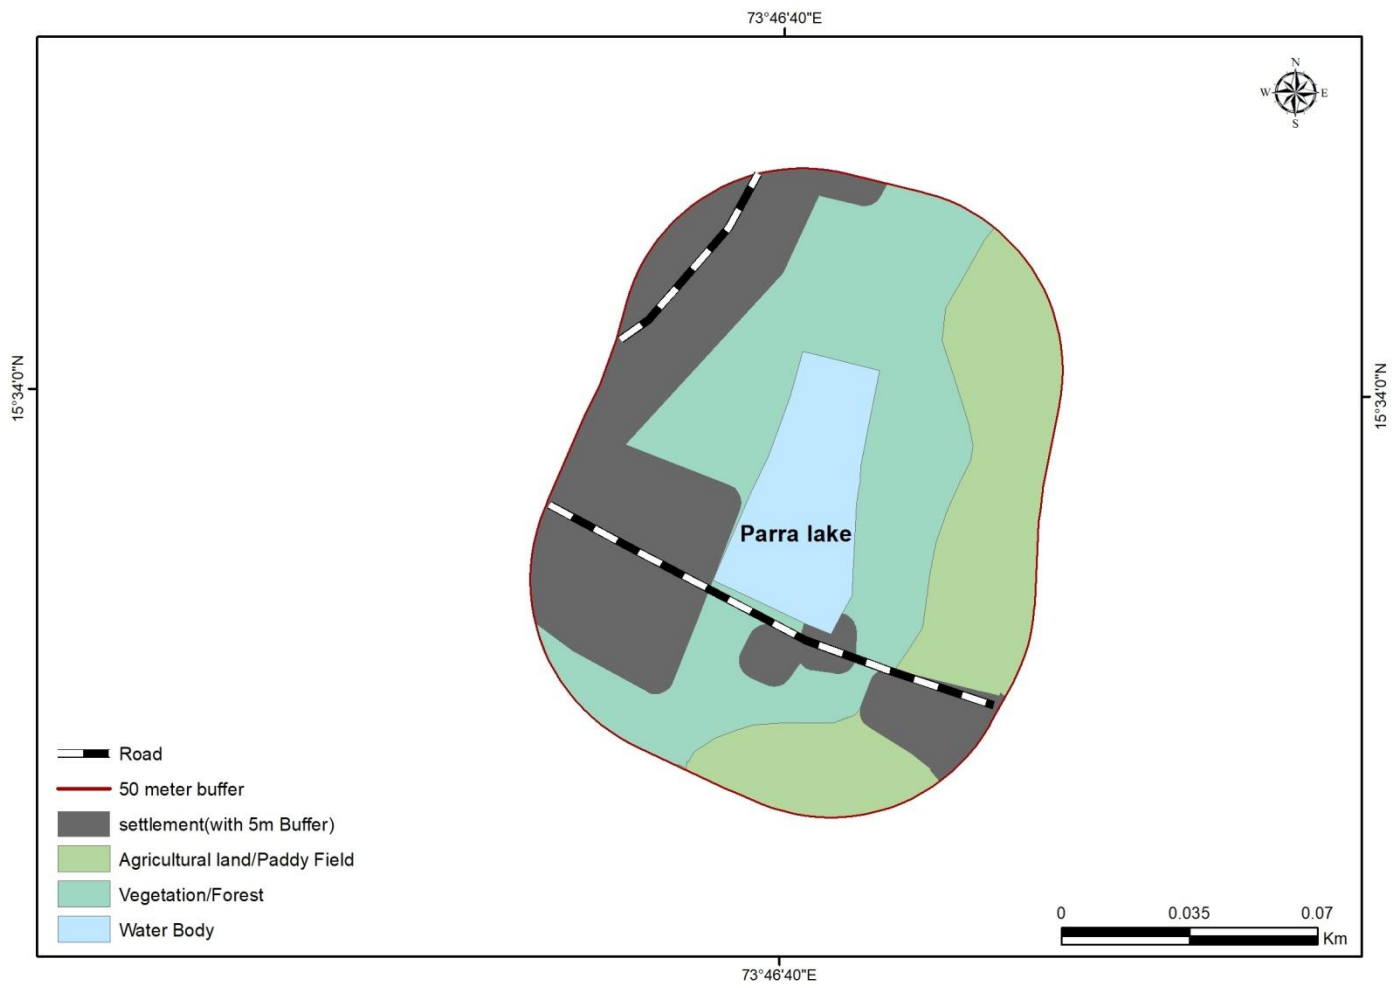 73°46'40"E
N
W E
S
15°34'0"N
15°34'0"N
Parra lake
Road
50 meter buffer
settlement(with 5m Buffer)
Agricultural land/Paddy Field
Vegetation/Forest
Water Body
0 0.035 0.07
Km
73°46'40"E